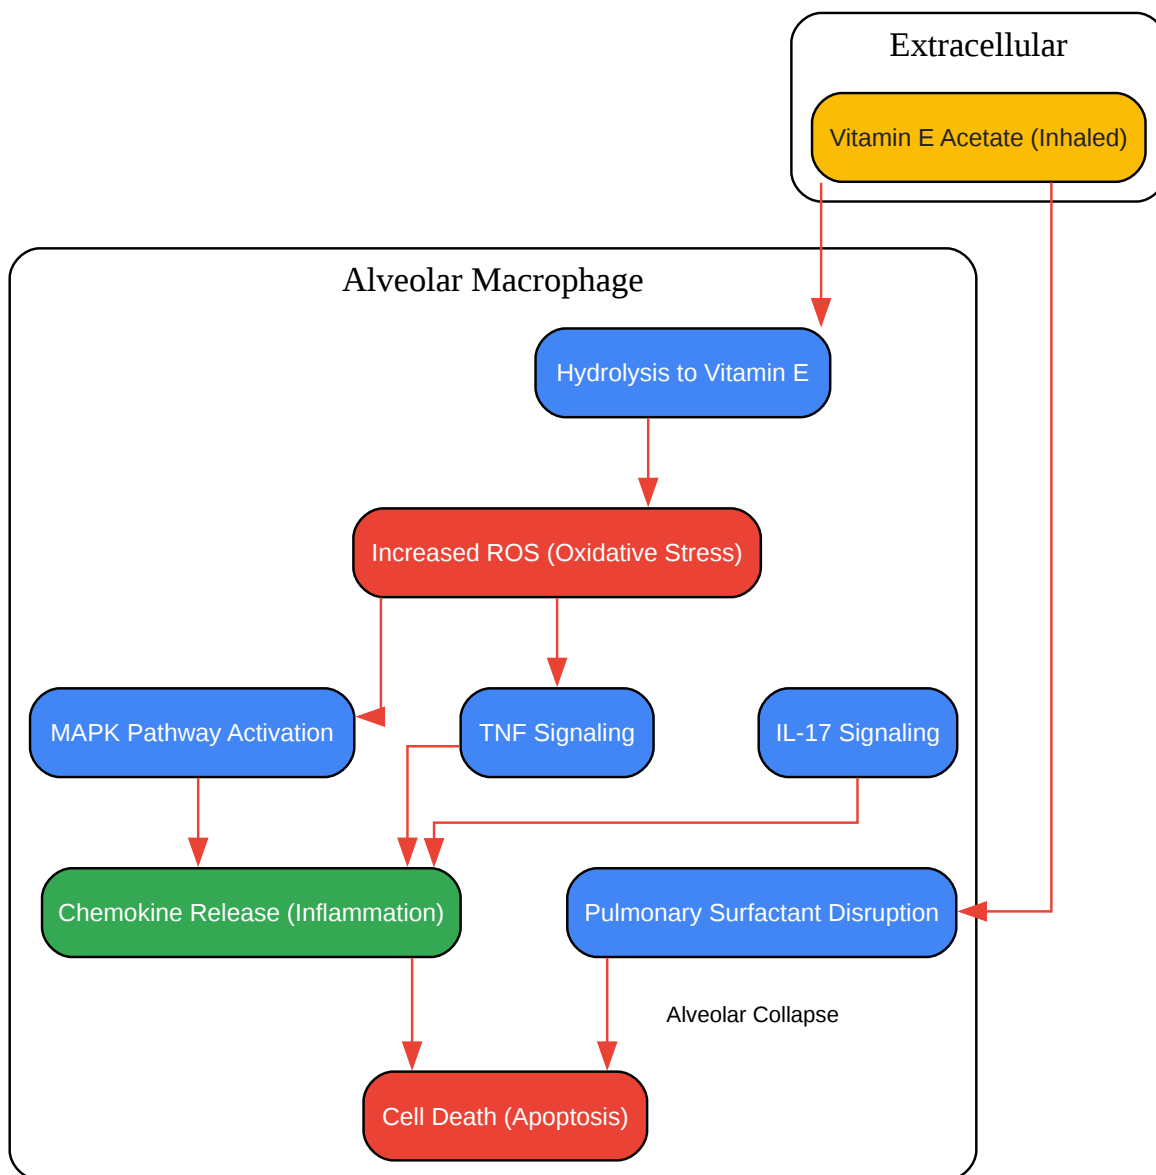 Extracellular
Vitamin E Acetate (Inhaled)
Alveolar Macrophage
Hydrolysis to Vitamin E
Increased ROS (Oxidative Stress)
MAPK Pathway Activation
TNF Signaling
IL-17 Signaling
Chemokine Release (Inflammation)
Pulmonary Surfactant Disruption
Alveolar Collapse
Cell Death (Apoptosis)